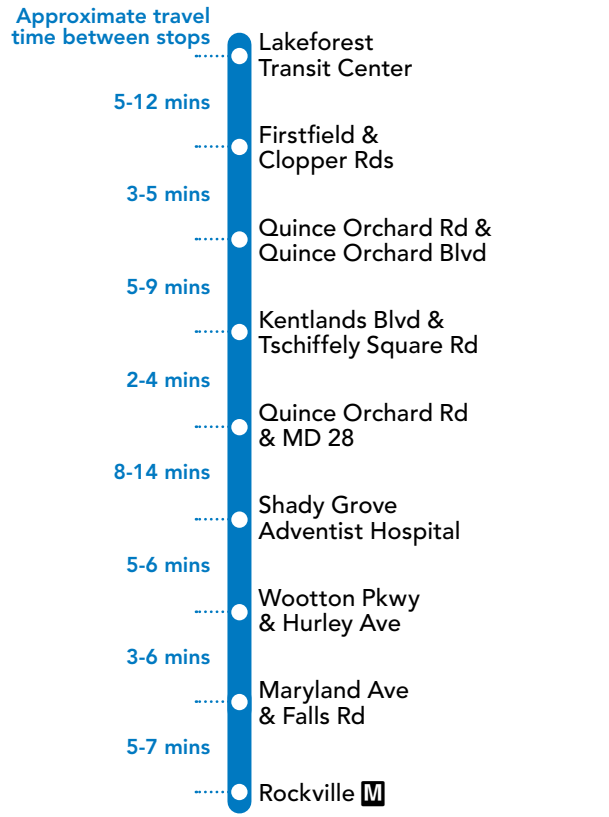 Approximate travel
time between stops
Lakeforest
Transit Center
5-12 mins
Firstfield &
Clopper Rds
3-5 mins
Quince Orchard Rd &
Quince Orchard Blvd
5-9 mins
Kentlands Blvd &
Tschiffely Square Rd
2-4 mins
Quince Orchard Rd
& MD 28
8-14 mins
Shady Grove
Adventist Hospital
5-6 mins
Wootton Pkwy
& Hurley Ave
3-6 mins
Maryland Ave
& Falls Rd
5-7 mins
Rockville M